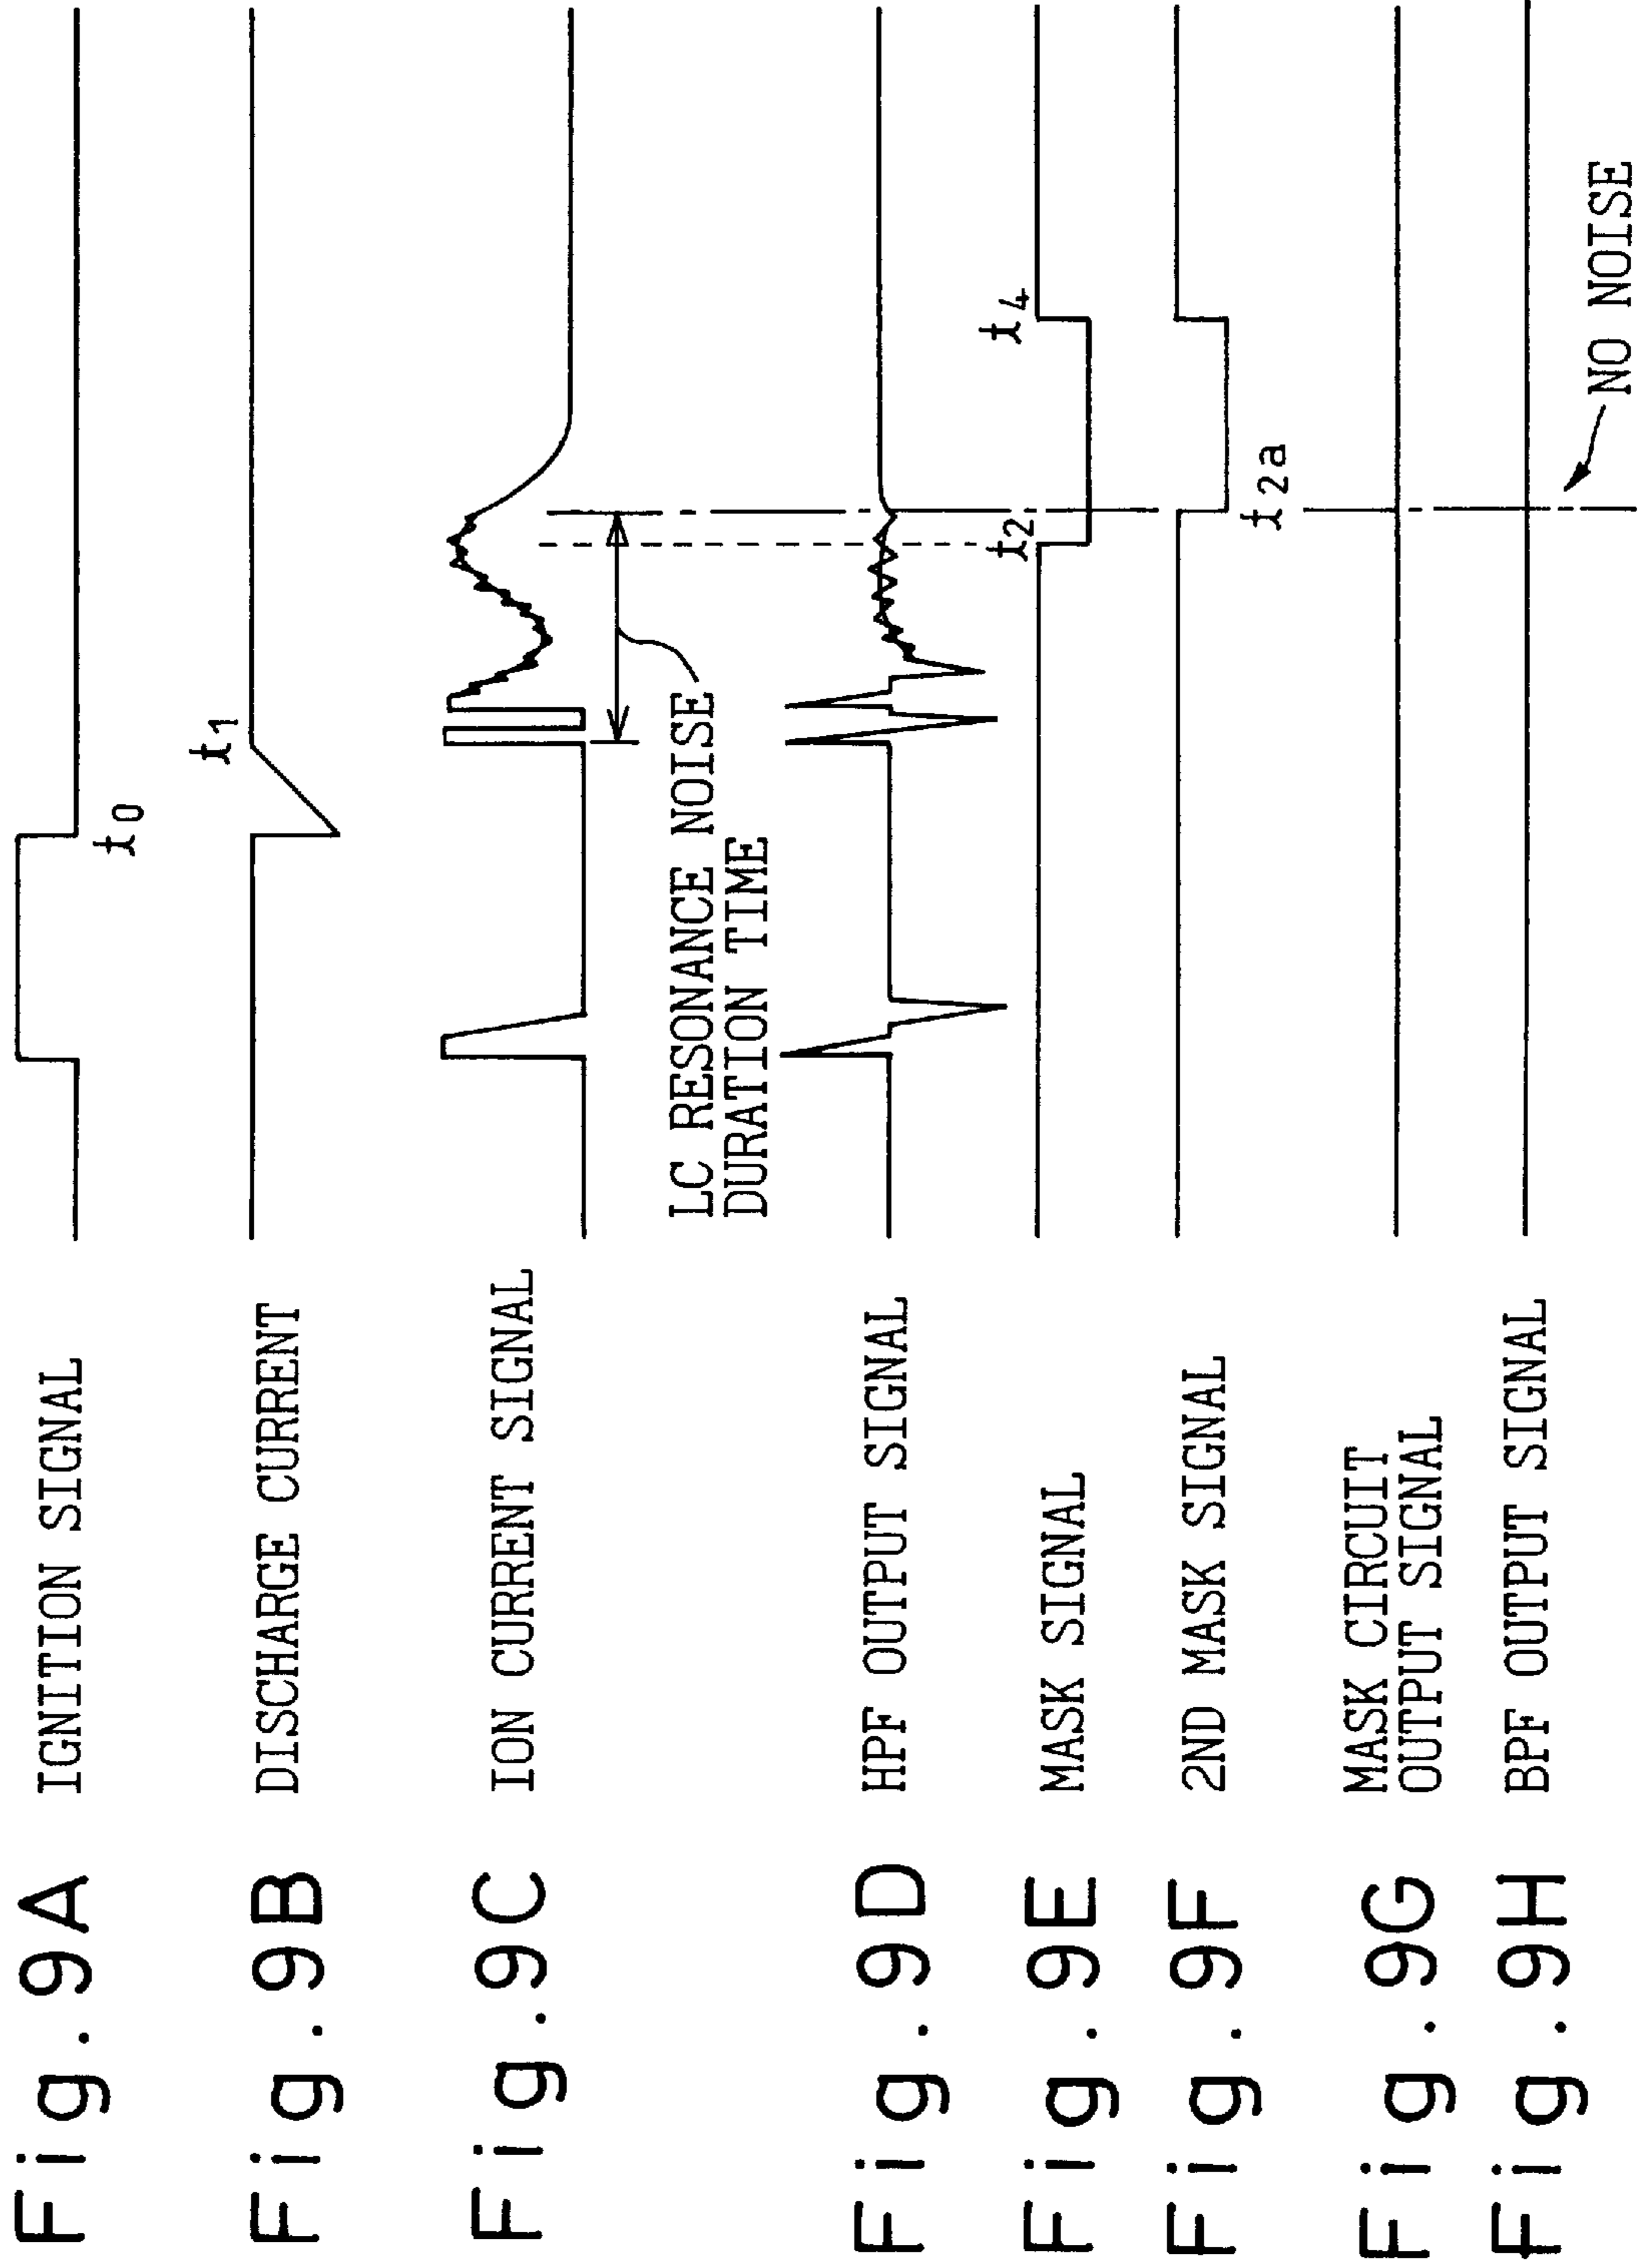 Fig.9A IGNITION SIGNAL
t0
Fig.9B DISCHARGE CURRENT
t1
Fig.9C ION CURRENT SIGNAL
LC RESONANCE NOISE
DURATION TIME
Fig.9D HPF OUTPUT SIGNAL
Fig.9E MASK SIGNAL
t2
t4
Fig.9F 2ND MASK SIGNAL
t2a
Fig.9G MASK CIRCUIT
OUTPUT SIGNAL
Fig.9H BPF OUTPUT SIGNAL
NO NOISE